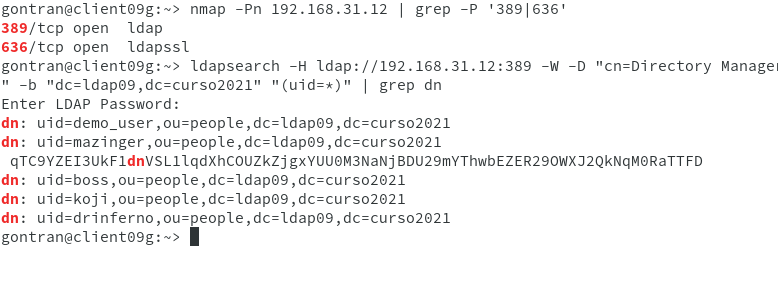 gontran@client09g:~> nmap -Pn 192.168.31.12 | grep -P '389|636'
389/tcp open  ldap
636/tcp open  ldapssl
gontran@client09g:~> ldapsearch -H ldap://192.168.31.12:389 -W -D "cn=Directory Manager
" -b "dc=ldap09,dc=curso2021" "(uid=*)" | grep dn
Enter LDAP Password:
dn: uid=demo_user,ou=people,dc=ldap09,dc=curso2021
dn: uid=mazinger,ou=people,dc=ldap09,dc=curso2021
 qTC9YZEI3UkF1dnVSL1lqdXhCOUZkZjgxYUU0M3NaNjBDU29mYThwbEZER29OWXJ2QkNqM0RaTTFD
dn: uid=boss,ou=people,dc=ldap09,dc=curso2021
dn: uid=koji,ou=people,dc=ldap09,dc=curso2021
dn: uid=drinferno,ou=people,dc=ldap09,dc=curso2021
gontran@client09g:~>